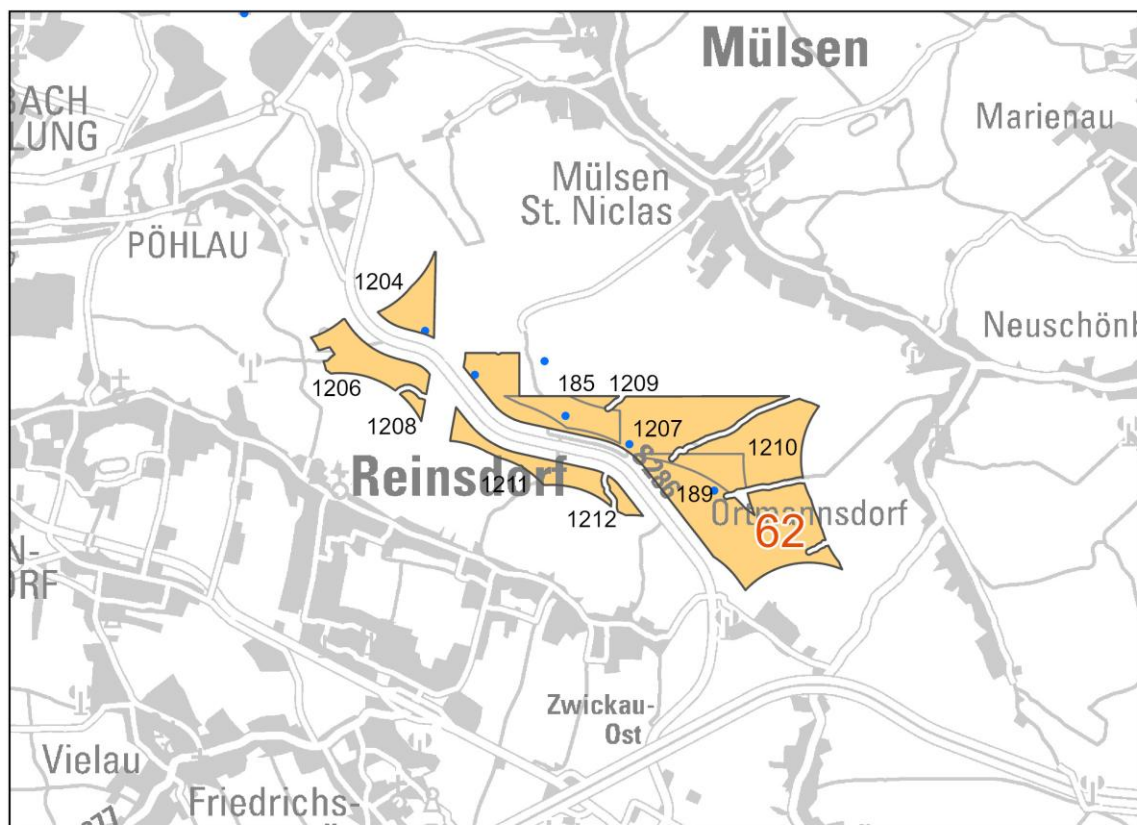 Mülsen
BACH
LUNG
Marienau
Mülsen
St. Niclas
PÖHLAU
1204
Neuschönb
1206
185
1209
1208
1207
1210
S286
Reinsdorf
1211
189
1212
Ortmannsdorf
62
N-
ORF
Zwickau-
Ost
Vielau
Friedrichs-